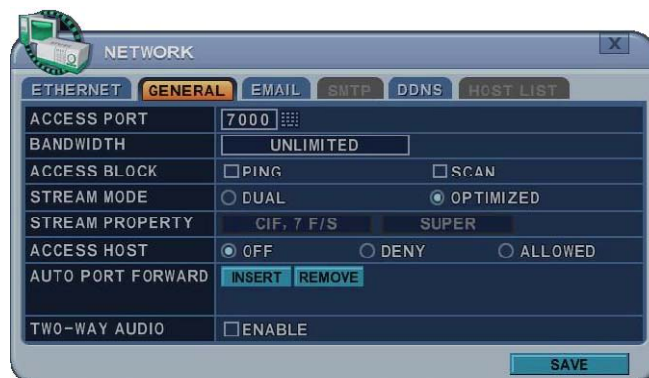 NETWORK
X
ETHERNET GENERAL EMAIL SMTP DDNS HOST LIST
ACCESS PORT 7000
BANDWIDTH UNLIMITED
ACCESS BLOCK PING SCAN
STREAM MODE DUAL OPTIMIZED
STREAM PROPERTY CIF, 7 F/S SUPER
ACCESS HOST OFF DENY ALLOWED
AUTO PORT FORWARD INSERT REMOVE
TWO-WAY AUDIO ENABLE
SAVE